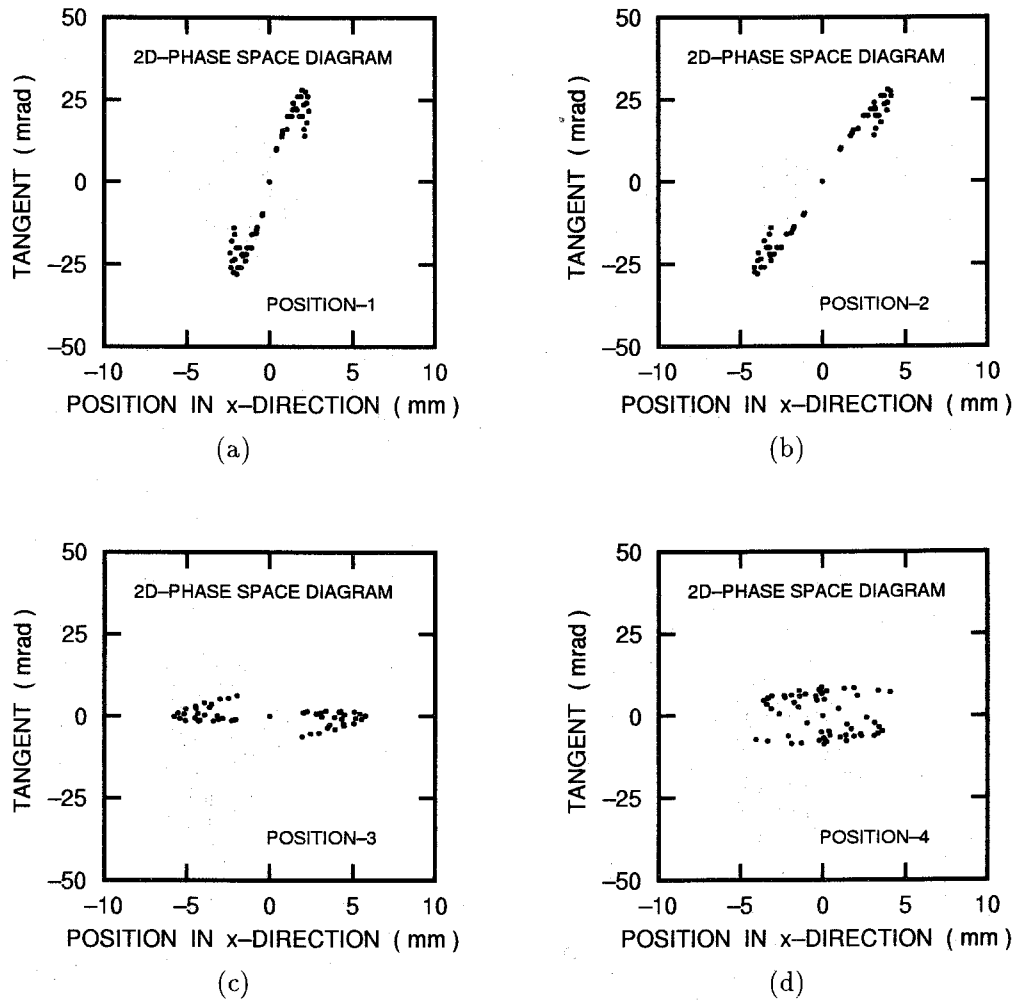 50
25
0
−25
−50
TANGENT ( mrad )
2D−PHASE SPACE DIAGRAM
POSITION−1
−10 −5 0 5 10
POSITION IN x−DIRECTION ( mm )
(a)
50
25
0
−25
−50
TANGENT ( mrad )
2D−PHASE SPACE DIAGRAM
POSITION−2
−10 −5 0 5 10
POSITION IN x−DIRECTION ( mm )
(b)
50
25
0
−25
−50
TANGENT ( mrad )
2D−PHASE SPACE DIAGRAM
POSITION−3
−10 −5 0 5 10
POSITION IN x−DIRECTION ( mm )
(c)
50
25
0
−25
−50
TANGENT ( mrad )
2D−PHASE SPACE DIAGRAM
POSITION−4
−10 −5 0 5 10
POSITION IN x−DIRECTION ( mm )
(d)